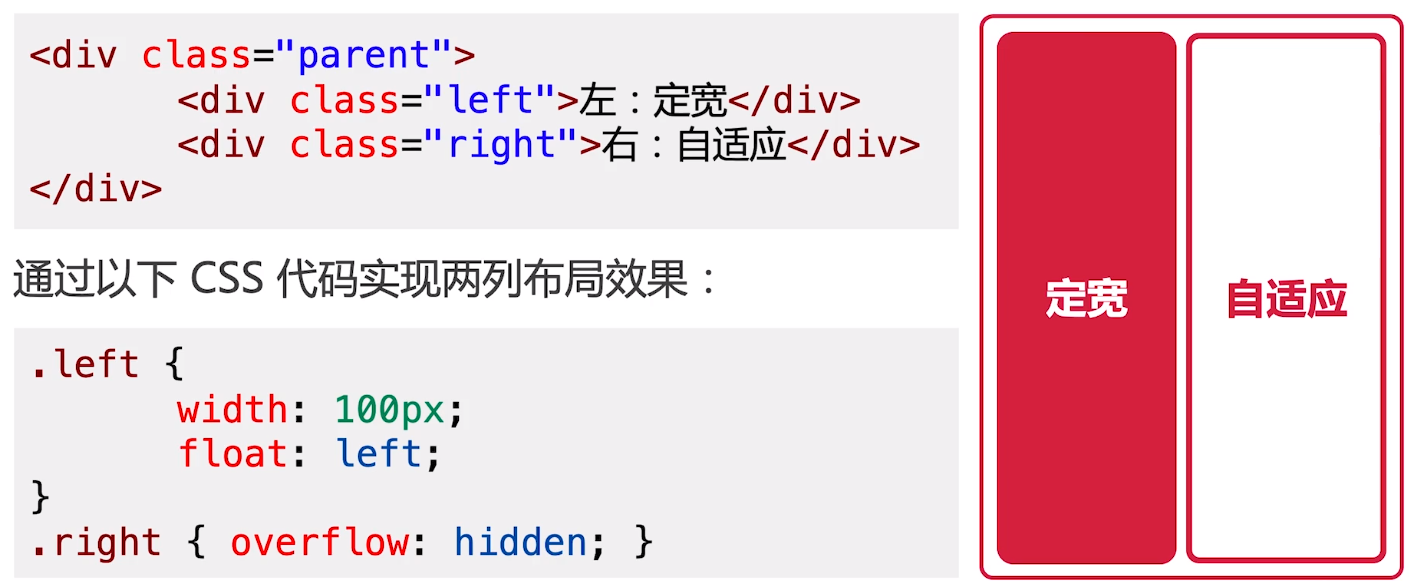 <div class="parent">
<div class="left">左：定宽</div>
<div class="right">右：自适应</div>
</div>
通过以下 CSS 代码实现两列布局效果：
.left {
width: 100px;
float: left;
}
.right { overflow: hidden; }
定宽
自适应